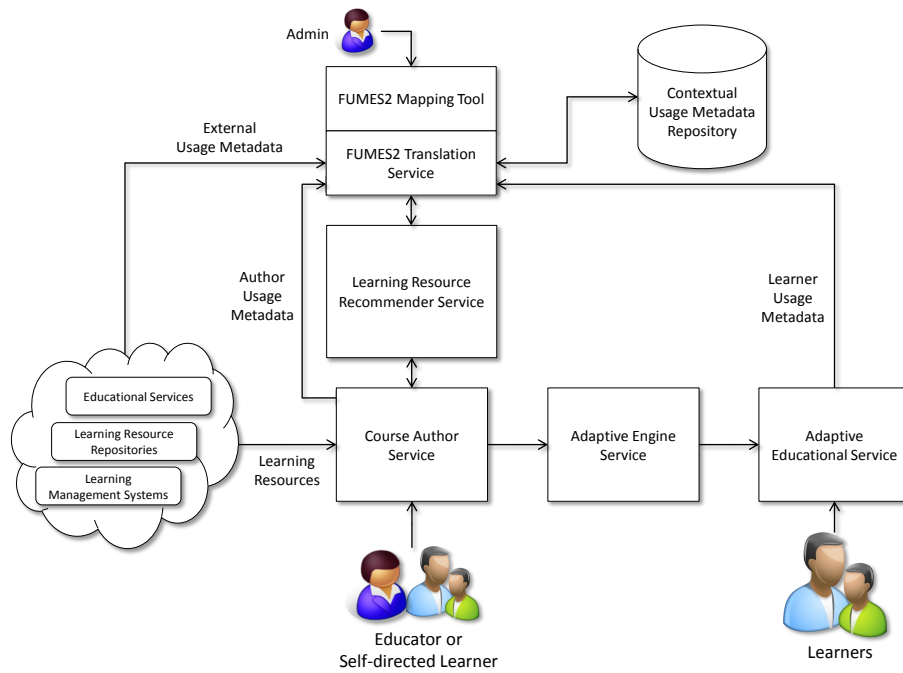 Admin
FUMES2 Mapping Tool
Contextual
Usage Metadata
Repository
External
Usage Metadata
FUMES2 Translation
Service
Author
Usage
Metadata
Learning Resource
Recommender Service
Learner
Usage
Metadata
Educational Services
Learning Resource
Repositories
Learning
Management Systems
Learning
Resources
Course Author
Service
Adaptive Engine
Service
Adaptive
Educational Service
Educator or
Self-directed Learner
Learners